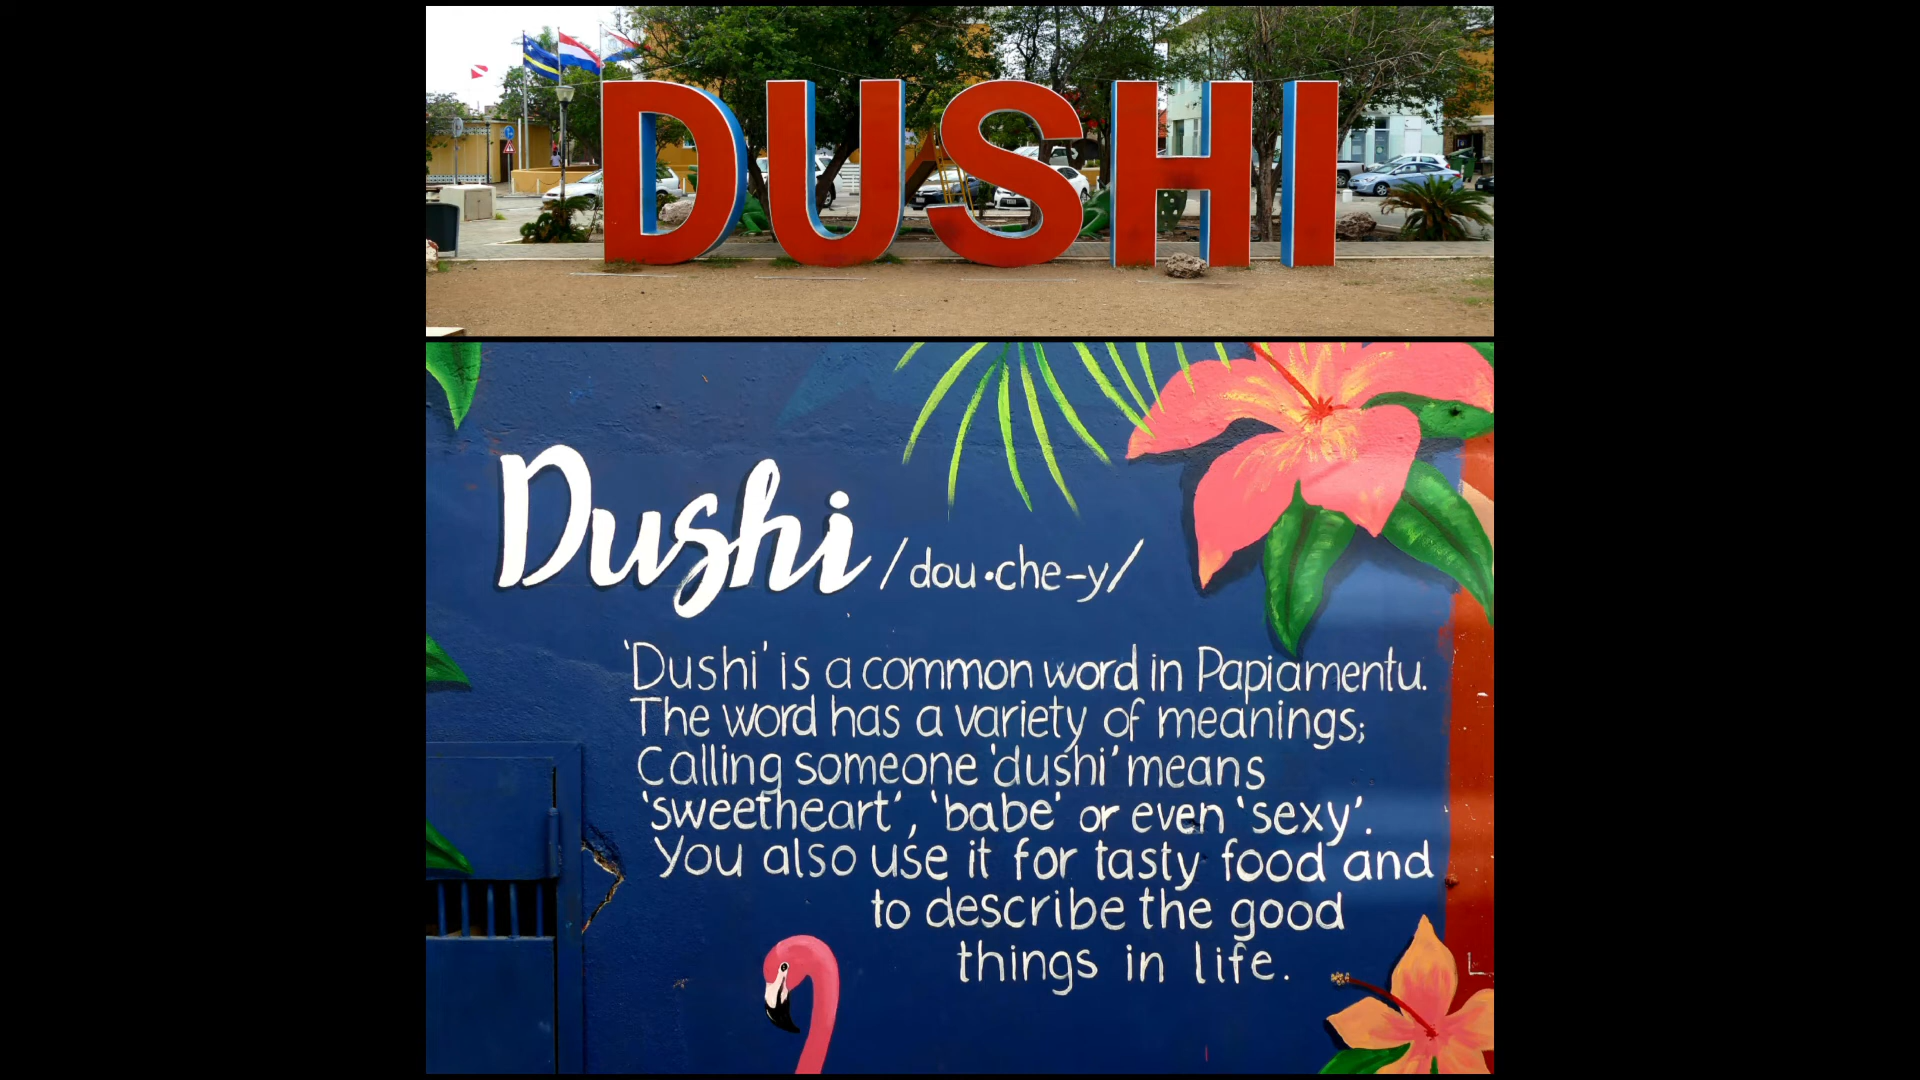 DUSHI
Dushi /dou•che-y/
'Dushi' is a common word in Papiamentu.
The word has a variety of meanings;
Calling someone 'dushi' means
'sweetheart', 'babe' or even 'sexy'.
You also use it for tasty food and
to describe the good
things in life.